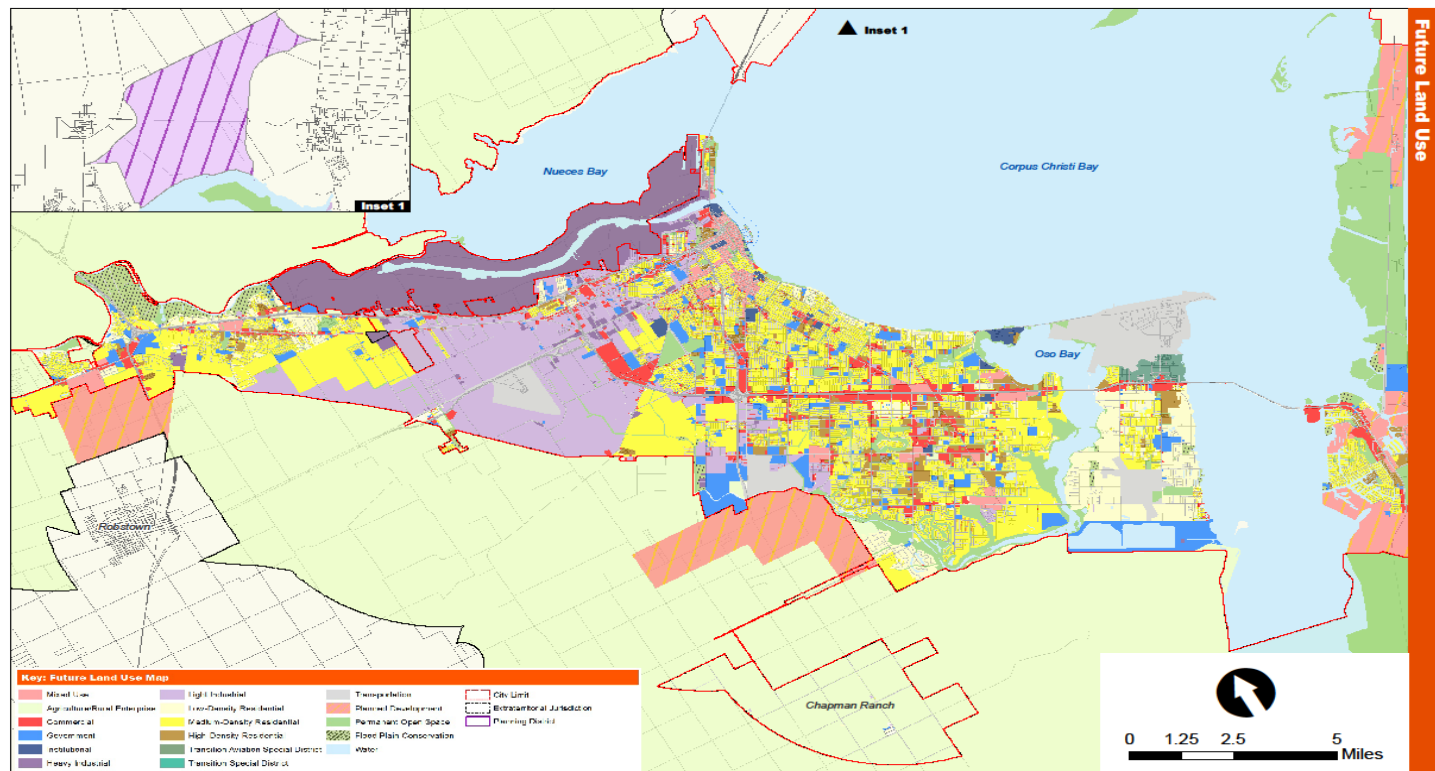 Inset 1
Future Land Use
Nueces Bay
Corpus Christi Bay
Inset 1
Oso Bay
Robstown
Chapman Ranch
Key: Future Land Use Map
Mixed Use
Agriculture/Rural Enterprise
Commercial
Government
Institutional
Heavy Industrial
Light Industrial
Low-Density Residential
Medium-Density Residential
High-Density Residential
Transition Aviation Special District
Transition Special District
Transportation
Planned Development
Permanent Open Space
Flood Plain Conservation
Water
City Limit
Extraterritorial Jurisdiction
Planning District
0 1.25 2.5 5
Miles